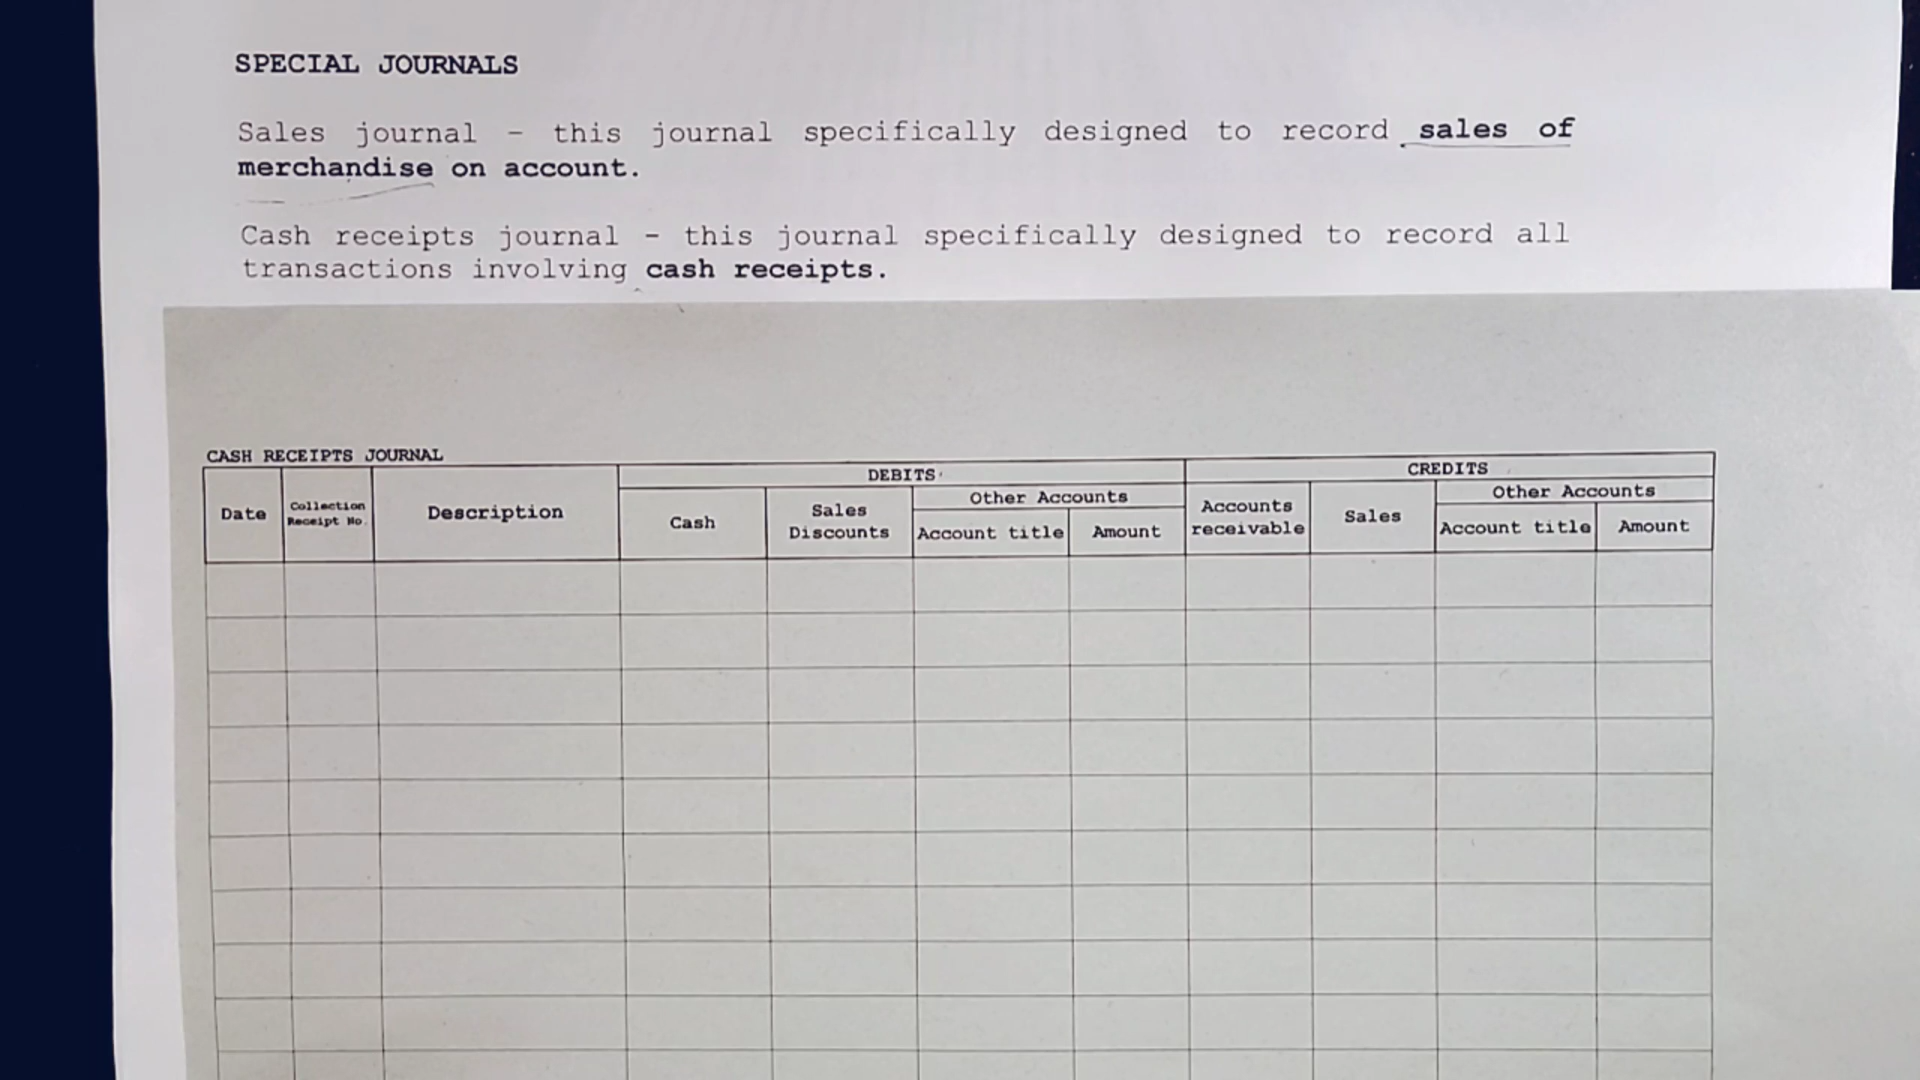 SPECIAL JOURNALS
Sales journal – this journal specifically designed to record sales of
merchandise on account.
Cash receipts journal – this journal specifically designed to record all
transactions involving cash receipts.
CASH RECEIPTS JOURNAL
DEBITS
CREDITS
Date
Collection
Receipt No.
Description
Cash
Sales
Discounts
Other Accounts
Account title
Amount
Accounts
receivable
Sales
Other Accounts
Account title
Amount